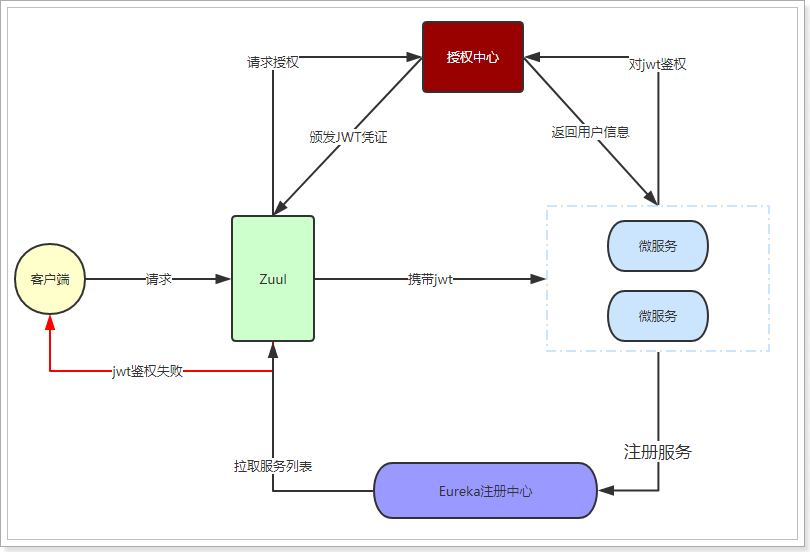 授权中心
请求授权
对jwt鉴权
颁发JWT凭证
返回用户信息
微服务
客户端
请求
Zuul
携带jwt
微服务
jwt鉴权失败
注册服务
拉取服务列表
Eureka注册中心